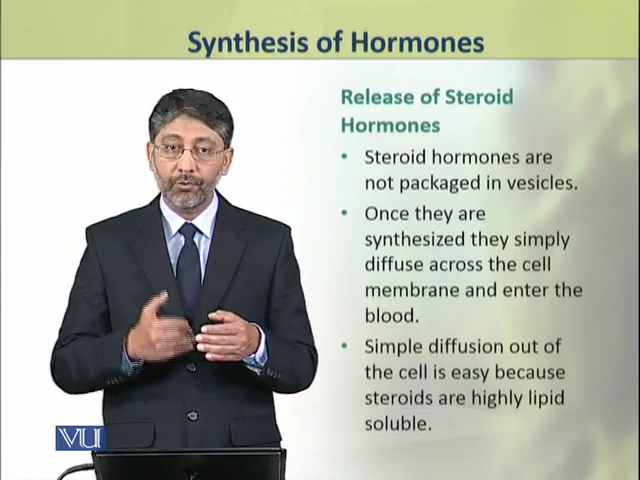 Synthesis of Hormones
Release of Steroid
Hormones
• Steroid hormones are
not packaged in vesicles.
• Once they are
synthesized they simply
diffuse across the cell
membrane and enter the
blood.
• Simple diffusion out of
the cell is easy because
steroids are highly lipid
soluble.
VU